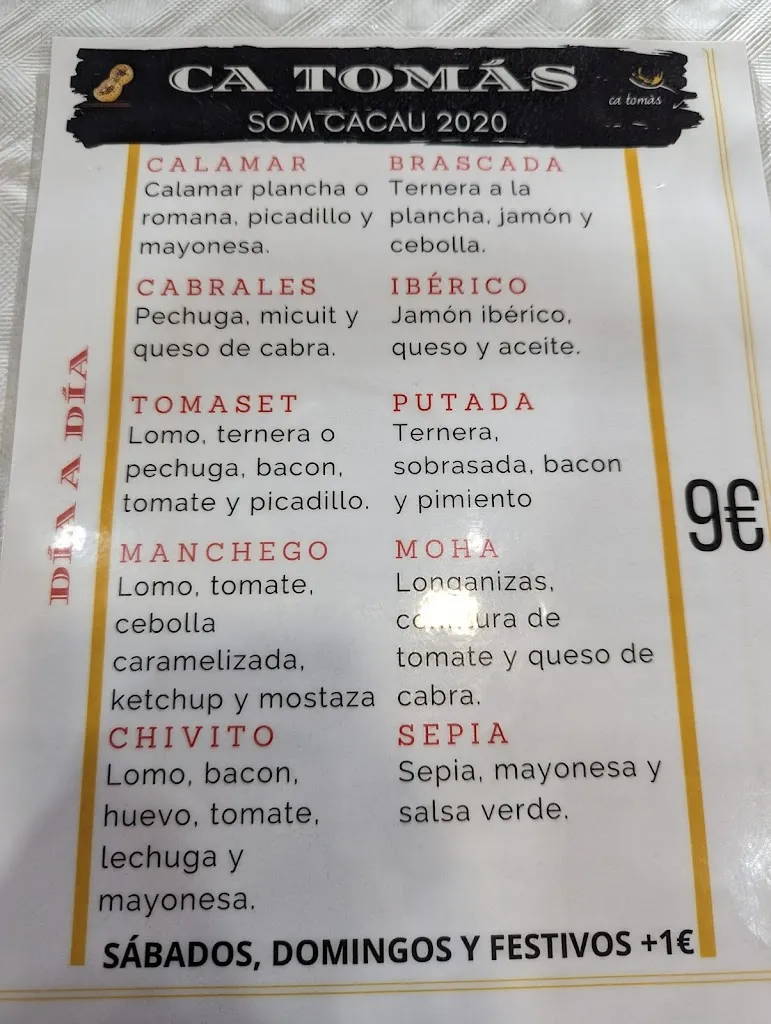 CA TOMÁS
ca tomàs
SOM CACAU 2020
DÍA A DÍA
CALAMAR
Calamar plancha o
romana, picadillo y
mayonesa.
BRASCADA
Ternera a la
plancha, jamón y
cebolla.
CABRALES
Pechuga, micuit y
queso de cabra.
IBÉRICO
Jamón ibérico,
queso y aceite.
TOMASET
Lomo, ternera o
pechuga, bacon,
tomate y picadillo.
PUTADA
Ternera,
sobrasada, bacon
y pimiento
MANCHEGO
Lomo, tomate,
cebolla
caramelizada,
ketchup y mostaza
MOHA
Longanizas,
de
tomate y queso de
cabra.
CHIVITO
Lomo, bacon,
huevo, tomate,
lechuga y
mayonesa.
SEPIA
Sepia, mayonesa y
salsa verde.
9€
SÁBADOS, DOMINGOS Y FESTIVOS +1€